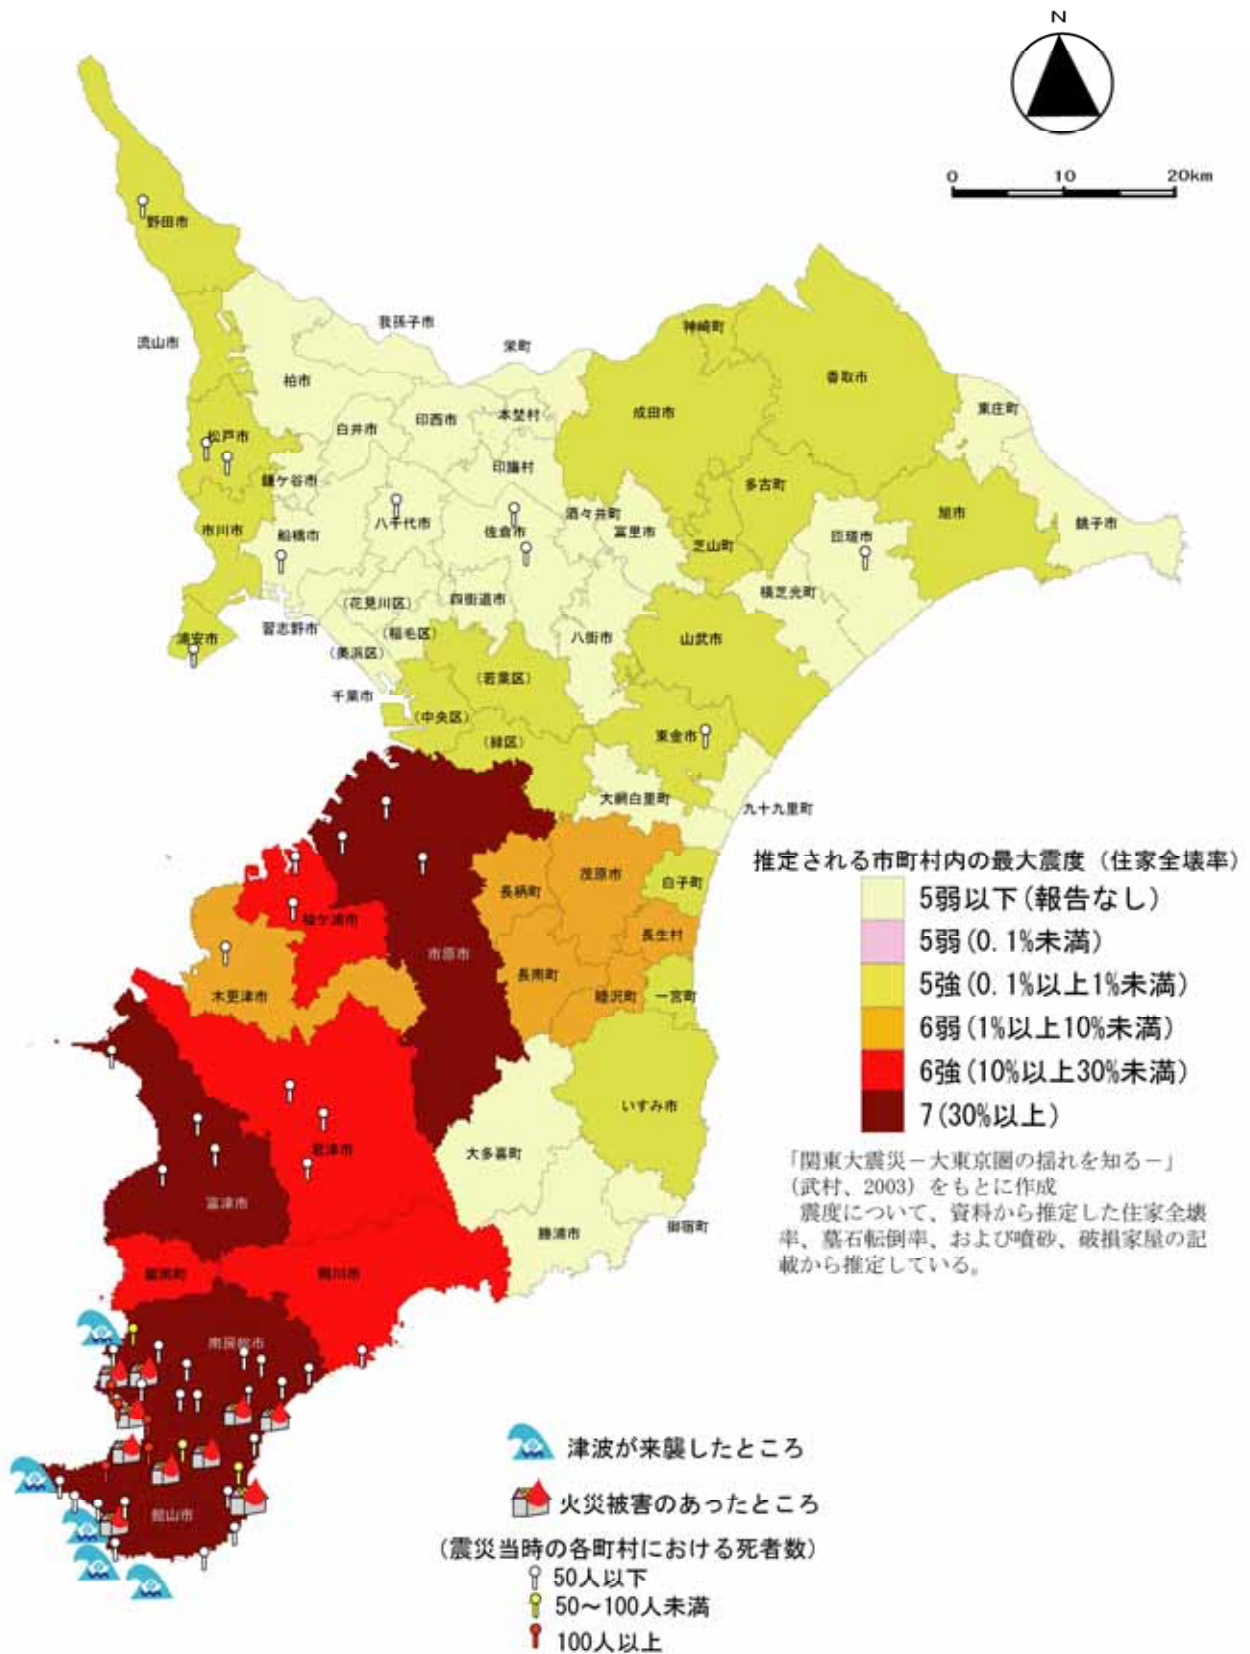 N
0 10 20km
野田市
流山市
我孫子市
栄町
神崎町
柏市
香取市
成田市
東庄町
白井市
印西市
本埜村
松戸市
鎌ケ谷市
印旛村
多古町
市川市
船橋市
八千代市
佐倉市
酒々井町
富里市
芝山町
匝瑳市
旭市
銚子市
(花見川区)
四街道市
横芝光町
浦安市
習志野市
(稲毛区)
(美浜区)
八街市
山武市
千葉市
(若葉区)
(中央区)
(緑区)
東金市
大網白里町
九十九里町
長柄町
茂原市
白子町
袖ケ浦市
市原市
長生村
木更津市
長南町
睦沢町
一宮町
いすみ市
君津市
大多喜町
富津市
勝浦市
御宿町
鋸南町
鴨川市
南房総市
館山市
推定される市町村内の最大震度（住家全壊率）
5弱以下(報告なし)
5弱(0.1%未満)
5強(0.1%以上1%未満)
6弱(1%以上10%未満)
6強(10%以上30%未満)
7(30%以上)
「関東大震災－大東京圏の揺れを知る－」
（武村、2003）をもとに作成
震度について、資料から推定した住家全壊
率、墓石転倒率、および噴砂、破損家屋の記
載から推定している。
津波が来襲したところ
火災被害のあったところ
(震災当時の各町村における死者数)
50人以下
50～100人未満
100人以上